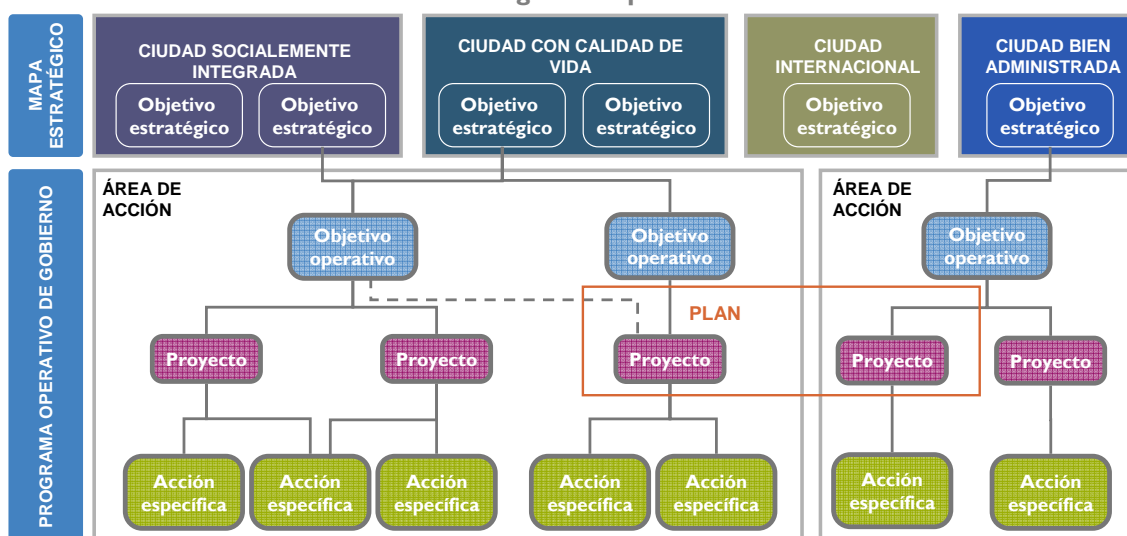 MAPA
ESTRATÉGICO
CIUDAD SOCIALEMENTE
INTEGRADA
Objetivo
estratégico
Objetivo
estratégico
CIUDAD CON CALIDAD DE
VIDA
Objetivo
estratégico
Objetivo
estratégico
CIUDAD
INTERNACIONAL
Objetivo
estratégico
CIUDAD BIEN
ADMINISTRADA
Objetivo
estratégico
PROGRAMA OPERATIVO DE GOBIERNO
ÁREA DE
ACCIÓN
Objetivo
operativo
Objetivo
operativo
ÁREA DE
ACCIÓN
Objetivo
operativo
PLAN
Proyecto
Proyecto
Proyecto
Proyecto
Proyecto
Acción
específica
Acción
específica
Acción
específica
Acción
específica
Acción
específica
Acción
específica
Acción
específica